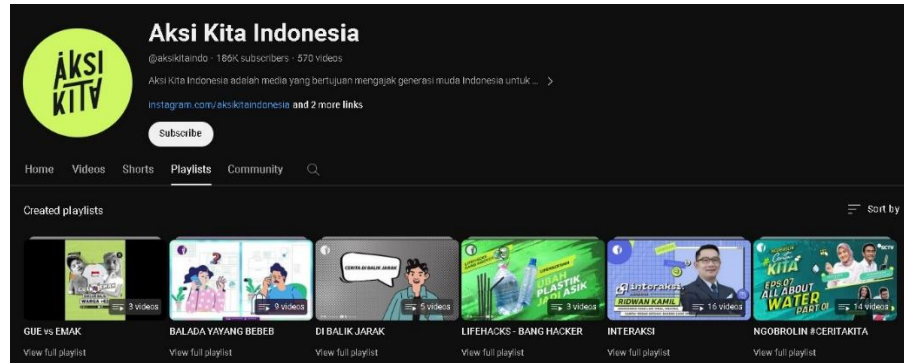 AKSI
KITA
Aksi Kita Indonesia
@aksikitaindo · 186K subscribers · 570 videos
Aksi Kita Indonesia adalah media yang bertujuan mengajak generasi muda Indonesia untuk ...
instagram.com/aksikitaindonesia and 2 more links
Subscribe
Home Videos Shorts Playlists Community
Created playlists
Sort by
3 videos
9 videos
CERITA DI BALIK JARAK
5 videos
UBAH
PLASTIK
JADI ASIK
3 videos
interaksi
RIDWAN KAMIL
16 videos
SCTV
KITA
EPS.07
ALL ABOUT
WATER
PART 01
14 videos
GUE vs EMAK
BALADA YAYANG BEBEB
DI BALIK JARAK
LIFEHACKS - BANG HACKER
INTERAKSI
NGOBROLIN #CERITAKITA
View full playlist
View full playlist
View full playlist
View full playlist
View full playlist
View full playlist